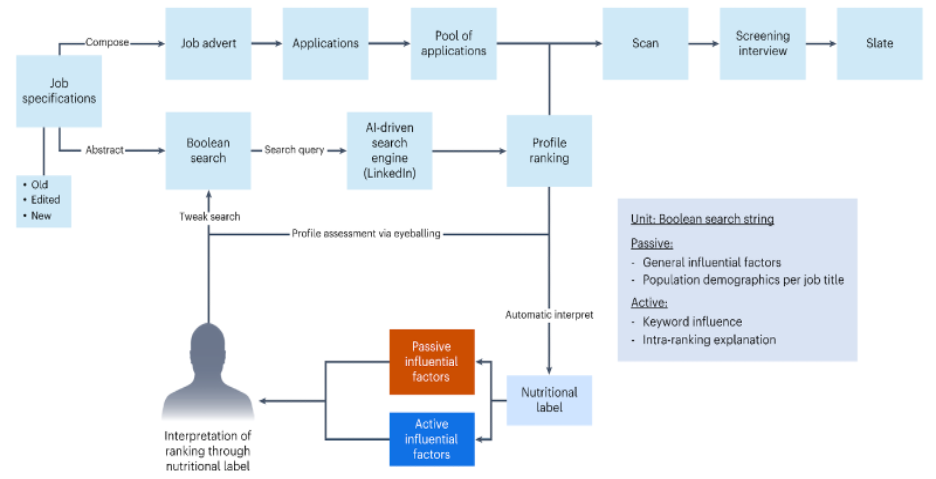 Compose
Job advert
Applications
Pool of
applications
Scan
Screening
interview
Slate
Job
specifications
Abstract
Boolean
search
Search query
AI-driven
search
engine
(LinkedIn)
Profile
ranking
• Old
• Edited
• New
Tweak search
Profile assessment via eyeballing
Unit: Boolean search string
Passive:
- General influential factors
- Population demographics per job title
Active:
- Keyword influence
- Intra-ranking explanation
Automatic interpret
Passive
influential
factors
Nutritional
label
Active
influential
factors
Interpretation of
ranking through
nutritional label